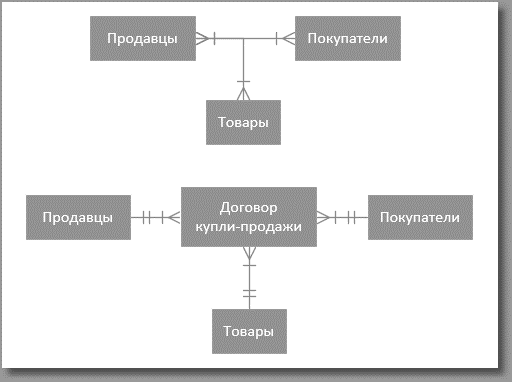 Продавцы
Покупатели
Товары
Продавцы
Договор
купли-продажи
Покупатели
Товары